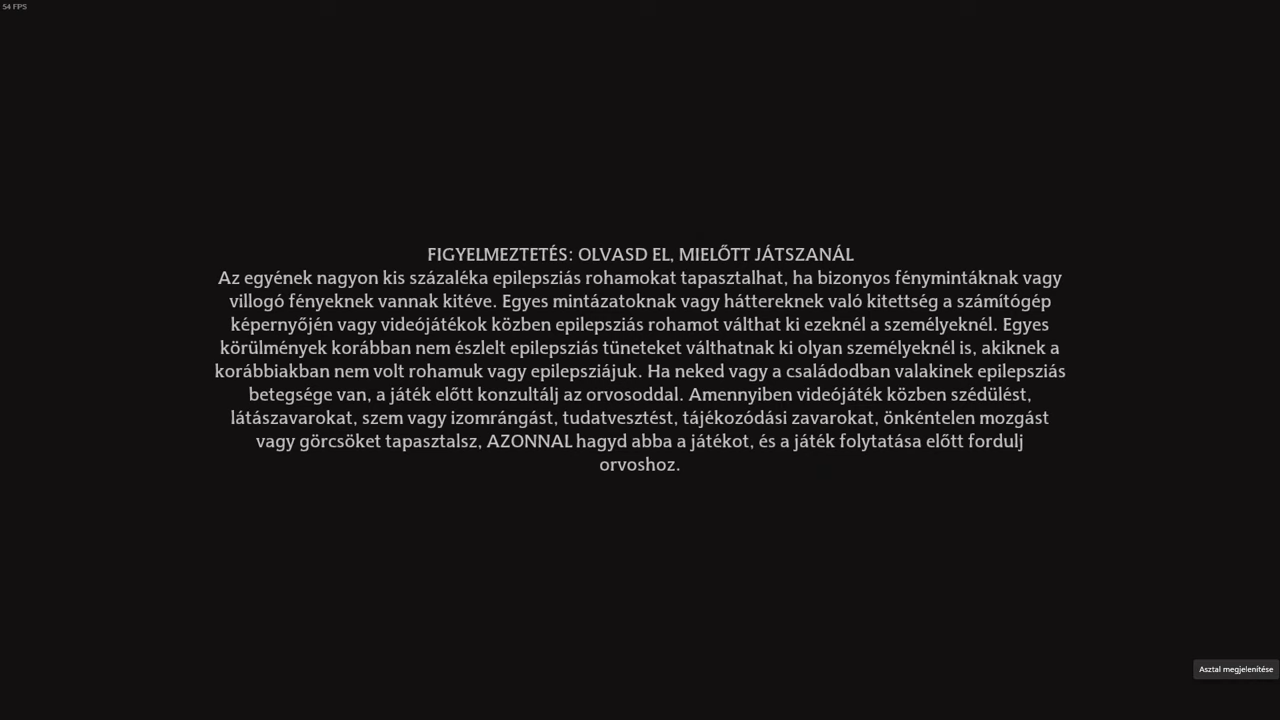 54 FPS
FIGYELMEZTETÉS: OLVASD EL, MIELŐTT JÁTSZANÁL
Az egyének nagyon kis százaléka epilepsziás rohamokat tapasztalhat, ha bizonyos fénymintáknak vagy
villogó fényeknek vannak kitéve. Egyes mintázatoknak vagy háttereknek való kitettség a számítógép
képernyőjén vagy videójátékok közben epilepsziás rohamot válthat ki ezeknél a személyeknél. Egyes
körülmények korábban nem észlelt epilepsziás tüneteket válthatnak ki olyan személyeknél is, akiknek a
korábbiakban nem volt rohamuk vagy epilepsziájuk. Ha neked vagy a családodban valakinek epilepsziás
betegsége van, a játék előtt konzultálj az orvosoddal. Amennyiben videójáték közben szédülést,
látászavarokat, szem vagy izomrángást, tudatvesztést, tájékozódási zavarokat, önkéntelen mozgást
vagy görcsöket tapasztalsz, AZONNAL hagyd abba a játékot, és a játék folytatása előtt fordulj
orvoshoz.
Asztal megjelenítése